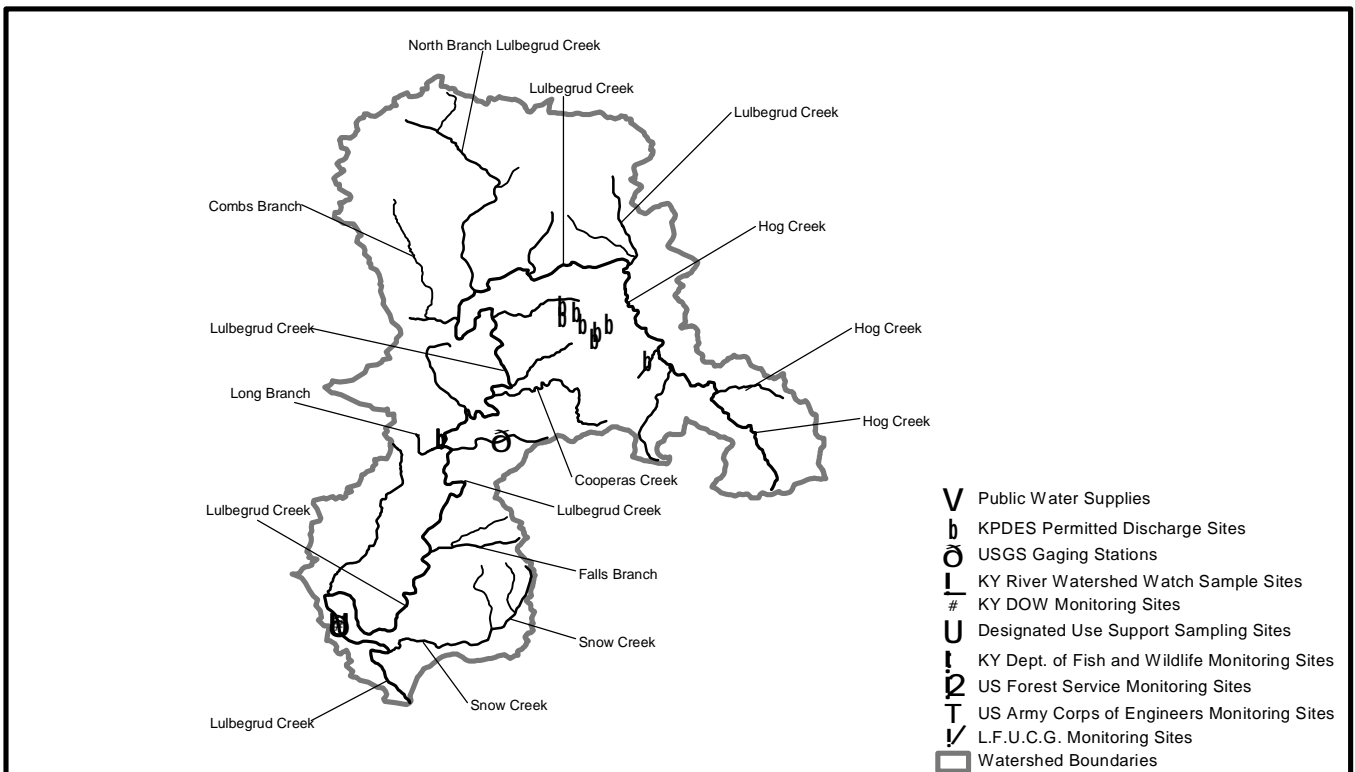 North Branch Lulbegrud Creek
Lulbegrud Creek
Lulbegrud Creek
Combs Branch
Hog Creek
Lulbegrud Creek
Hog Creek
Long Branch
Hog Creek
Cooperas Creek
Lulbegrud Creek
Lulbegrud Creek
Falls Branch
Snow Creek
Snow Creek
Lulbegrud Creek
V Public Water Supplies
b KPDES Permitted Discharge Sites
ð USGS Gaging Stations
KY River Watershed Watch Sample Sites
# KY DOW Monitoring Sites
U Designated Use Support Sampling Sites
KY Dept. of Fish and Wildlife Monitoring Sites
US Forest Service Monitoring Sites
T US Army Corps of Engineers Monitoring Sites
L.F.U.C.G. Monitoring Sites
Watershed Boundaries